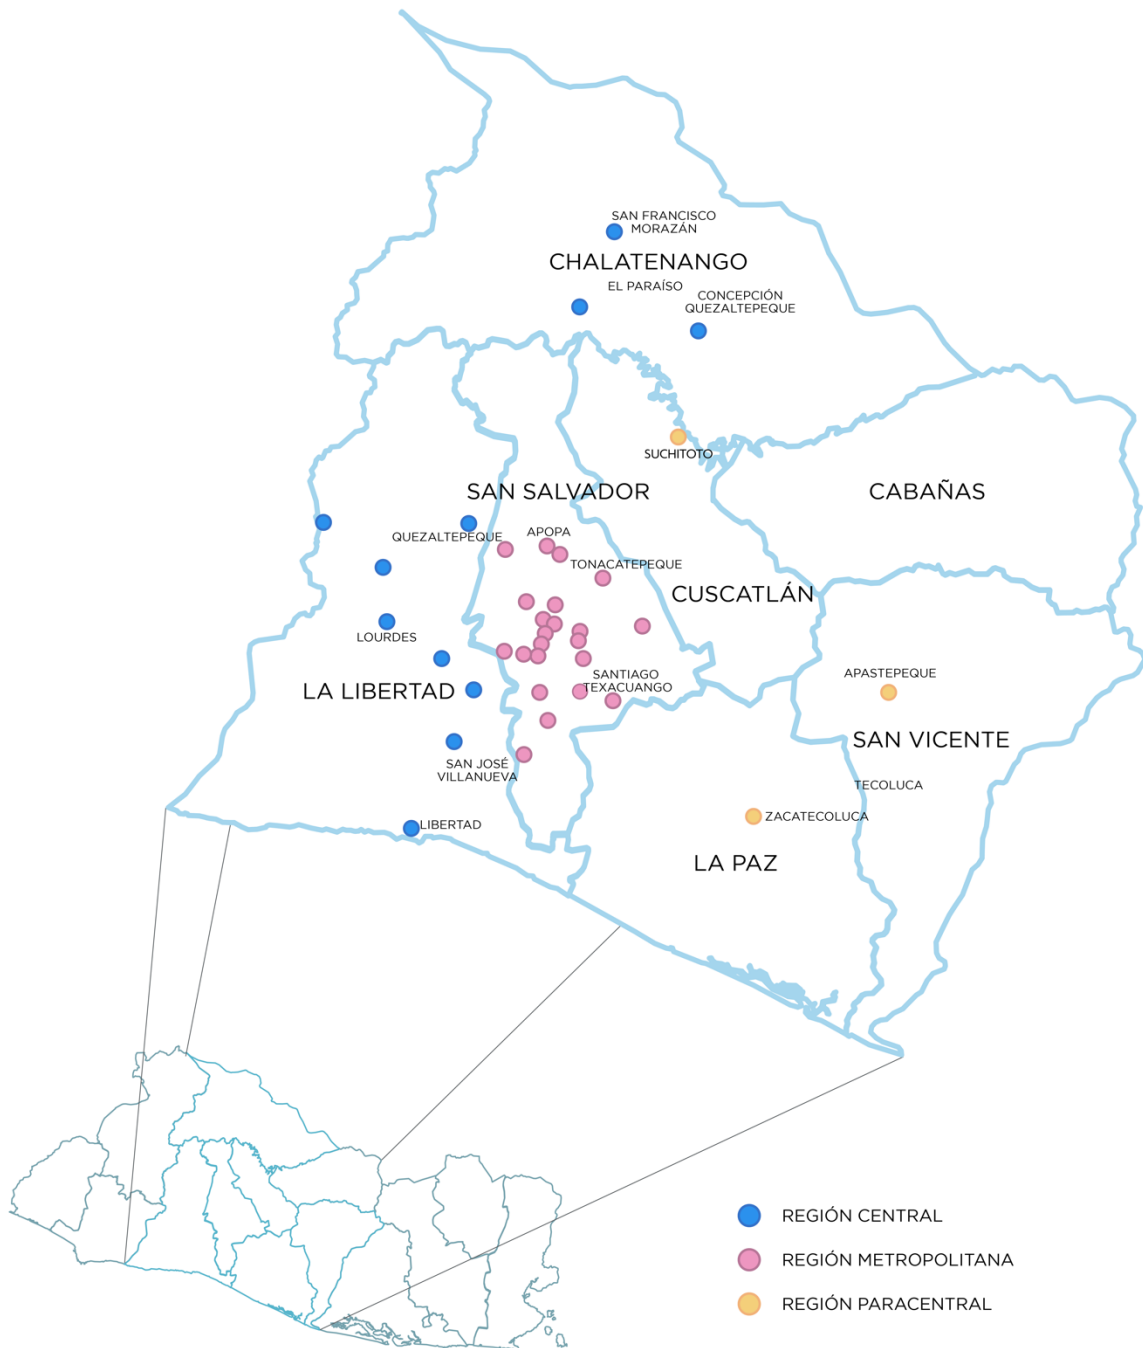 SAN FRANCISCO
MORAZÁN
CHALATENANGO
EL PARAÍSO
CONCEPCIÓN
QUEZALTEPEQUE
SUCHITOTO
SAN SALVADOR
CABAÑAS
QUEZALTEPEQUE
APOPA
TONACATEPEQUE
CUSCATLÁN
LOURDES
SANTIAGO
TEXACUANGO
APASTEPEQUE
LA LIBERTAD
SAN VICENTE
SAN JOSÉ
VILLANUEVA
TECOLUCA
ZACATECOLUCA
LIBERTAD
LA PAZ
REGIÓN CENTRAL
REGIÓN METROPOLITANA
REGIÓN PARACENTRAL